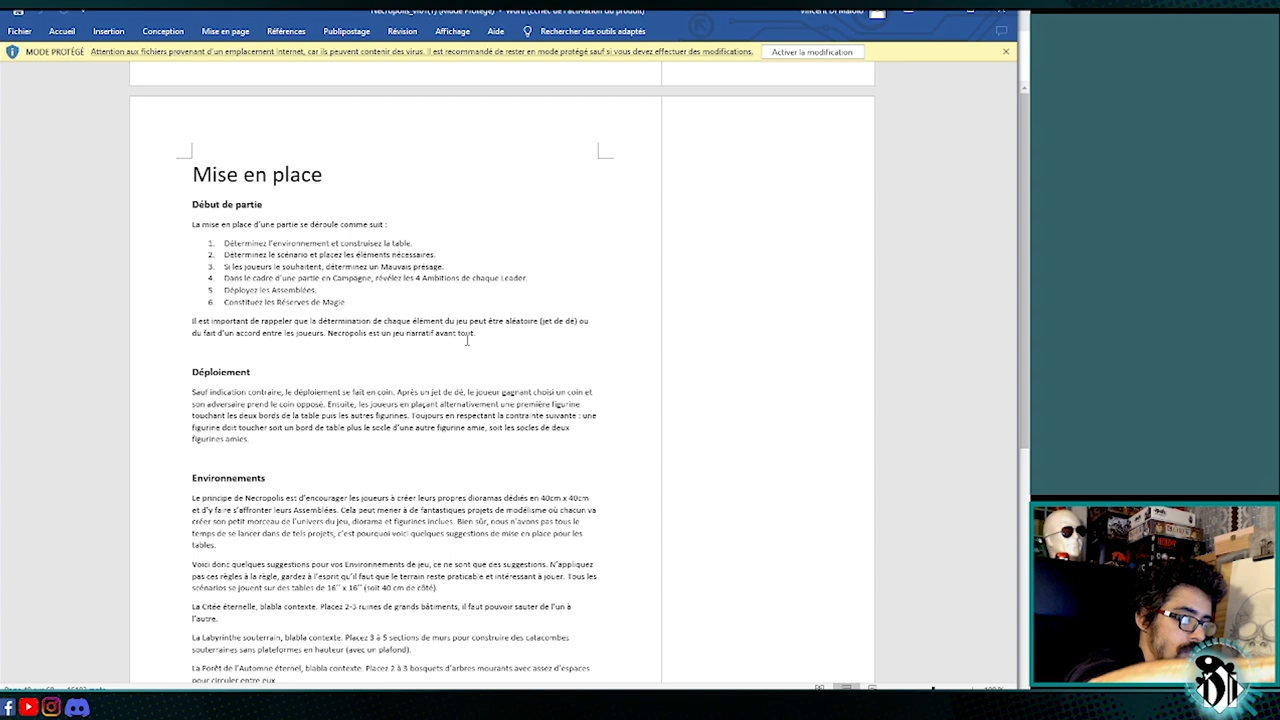 Necropolis_v101(1) (Mode Protégé) - Word (Échec de l'activation du produit)
Vincent Di Maiolo
Fichier Accueil Insertion Conception Mise en page Références Publipostage Révision Affichage Aide Rechercher des outils adaptés
MODE PROTÉGÉ Attention aux fichiers provenant d'un emplacement Internet, car ils peuvent contenir des virus. Il est recommandé de rester en mode protégé sauf si vous devez effectuer des modifications. Activer la modification
Mise en place
Début de partie
La mise en place d'une partie se déroule comme suit :
1. Déterminez l'environnement et construisez la table.
2. Déterminez le scénario et placez les éléments nécessaires.
3. Si les joueurs le souhaitent, déterminez un Mauvais présage.
4. Dans le cadre d'une partie en Campagne, révélez les 4 Ambitions de chaque Leader.
5. Déployez les Assemblées.
6. Constituez les Réserves de Magie
Il est important de rappeler que la détermination de chaque élément du jeu peut être aléatoire (jet de dé) ou
du fait d'un accord entre les joueurs. Necropolis est un jeu narratif avant tout.
Déploiement
Sauf indication contraire, le déploiement se fait en coin. Après un jet de dé, le joueur gagnant choisi un coin et
son adversaire prend le coin opposé. Ensuite, les joueurs en plaçant alternativement une première figurine
touchant les deux bords de la table puis les autres figurines. Toujours en respectant la contrainte suivante : une
figurine doit toucher soit un bord de table plus le socle d'une autre figurine amie, soit les socles de deux
figurines amies.
Environnements
Le principe de Necropolis est d'encourager les joueurs à créer leurs propres dioramas dédiés en 40cm x 40cm
et d'y faire s'affronter leurs Assemblées. Cela peut mener à de fantastiques projets de modélisme où chacun va
créer son petit morceau de l'univers du jeu, diorama et figurines inclues. Bien sûr, nous n'avons pas tous le
temps de se lancer dans de tels projets, c'est pourquoi voici quelques suggestions de mise en place pour les
tables.
Voici donc quelques suggestions pour vos Environnements de jeu, ce ne sont que des suggestions. N'appliquez
pas ces règles à la règle, gardez à l'esprit qu'il faut que le terrain reste praticable et intéressant à jouer. Tous les
scénarios se jouent sur des tables de 16'' x 16'' (soit 40 cm de côté).
La Citée éternelle, blabla contexte. Placez 2-3 ruines de grands bâtiments, il faut pouvoir sauter de l'un à
l'autre.
La Labyrinthe souterrain, blabla contexte. Placez 3 à 5 sections de murs pour construire des catacombes
souterraines sans plateformes en hauteur (avec un plafond).
La Forêt de l'Automne éternel, blabla contexte. Placez 2 à 3 bosquets d'arbres mourants avec assez d'espaces
pour circuler entre eux.